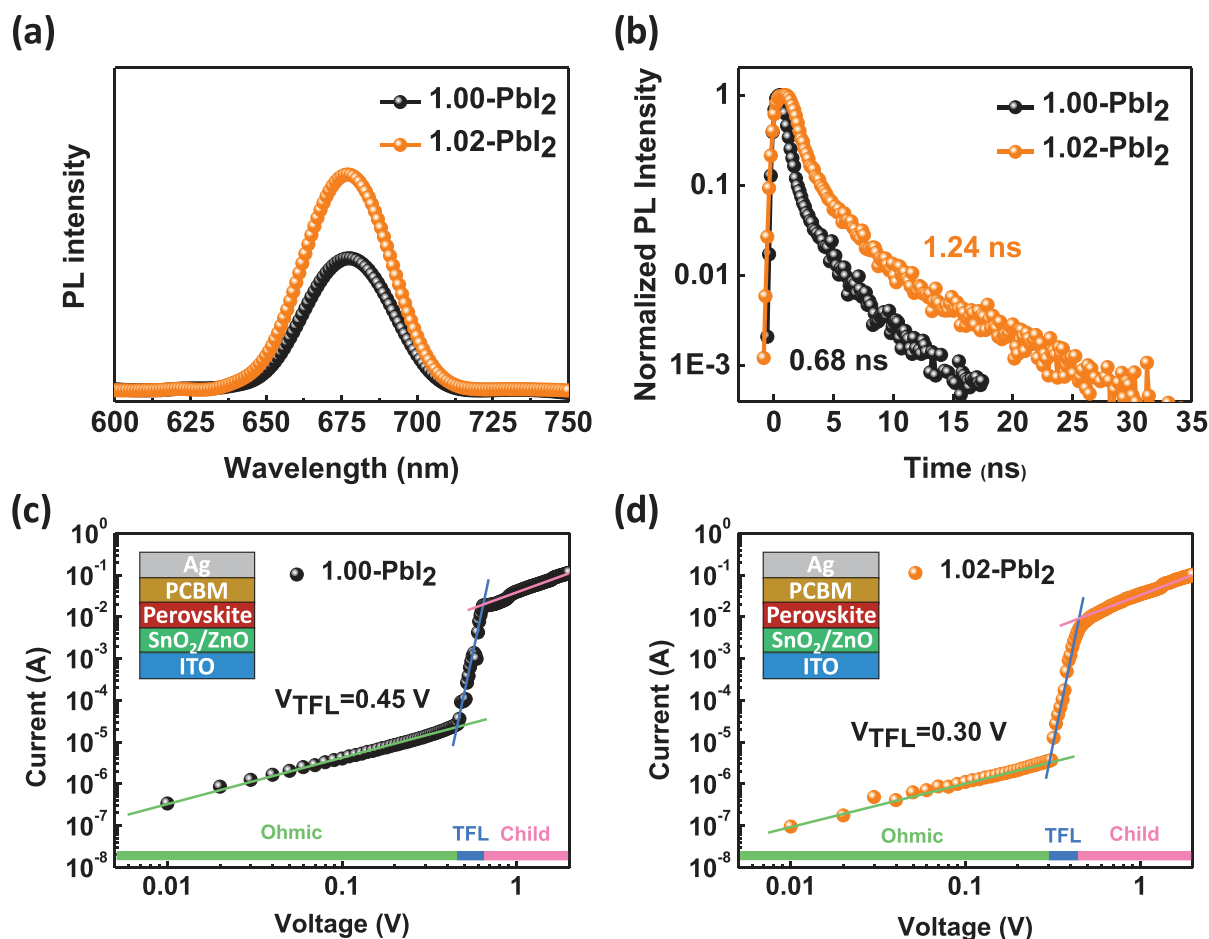 (a)
1.00-PbI₂
1.02-PbI₂
PL intensity
600 625 650 675 700 725 750
Wavelength (nm)
(b)
1.00-PbI₂
1.02-PbI₂
1
0.1
0.01
1E-3
Normalized PL Intensity
1.24 ns
0.68 ns
0 5 10 15 20 25 30 35
Time (ns)
(c)
10⁰
10⁻¹
10⁻²
10⁻³
10⁻⁴
10⁻⁵
10⁻⁶
10⁻⁷
10⁻⁸
Current (A)
Ag
PCBM
Perovskite
SnO₂/ZnO
ITO
1.00-PbI₂
V_TFL=0.45 V
Ohmic TFL Child
0.01 0.1 1
Voltage (V)
(d)
10⁰
10⁻¹
10⁻²
10⁻³
10⁻⁴
10⁻⁵
10⁻⁶
10⁻⁷
10⁻⁸
Current (A)
Ag
PCBM
Perovskite
SnO₂/ZnO
ITO
1.02-PbI₂
V_TFL=0.30 V
Ohmic TFL Child
0.01 0.1 1
Voltage (V)